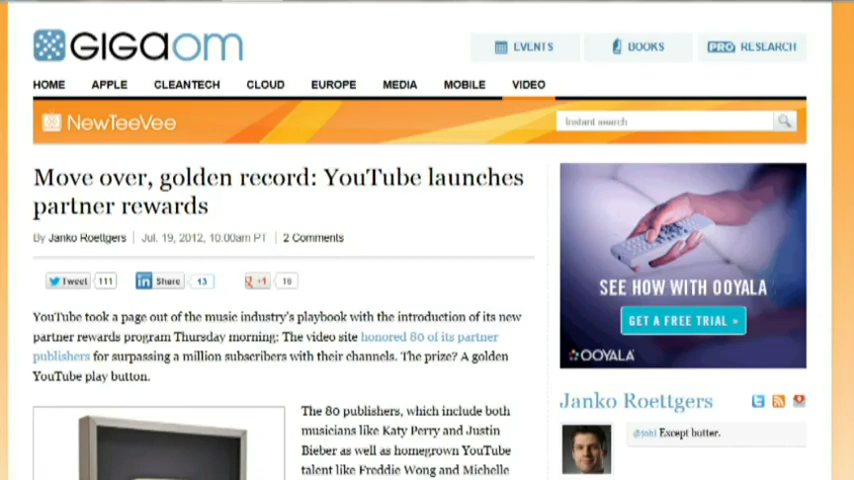 GIGAOM
EVENTS
BOOKS
PRO RESEARCH
HOME APPLE CLEANTECH CLOUD EUROPE MEDIA MOBILE VIDEO
NewTeeVee
Instant search
Move over, golden record: YouTube launches
partner rewards
By Janko Roettgers | Jul. 19, 2012, 10:00am PT | 2 Comments
Tweet 111
in Share 13
g +1 18
YouTube took a page out of the music industry's playbook with the introduction of its new
partner rewards program Thursday morning: The video site honored 80 of its partner
publishers for surpassing a million subscribers with their channels. The prize? A golden
YouTube play button.
The 80 publishers, which include both
musicians like Katy Perry and Justin
Bieber as well as homegrown YouTube
talent like Freddie Wong and Michelle
SEE HOW WITH OOYALA
GET A FREE TRIAL »
OOYALA
Janko Roettgers
Except butter.